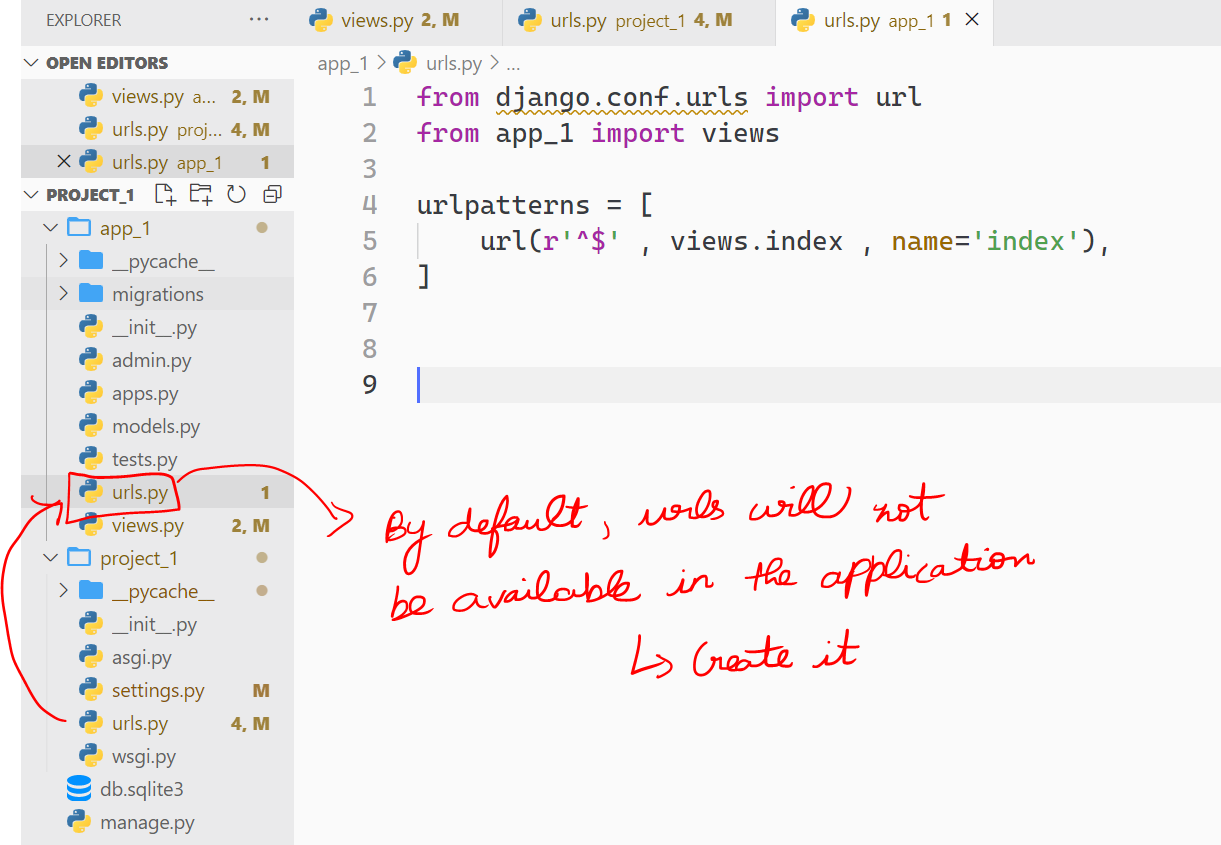 EXPLORER ...
views.py 2, M
urls.py project_1 4, M
urls.py app_1 1 ×
OPEN EDITORS
views.py a... 2, M
urls.py proj... 4, M
× urls.py app_1 1
PROJECT_1
app_1
__pycache__
migrations
__init__.py
admin.py
apps.py
models.py
tests.py
urls.py 1
views.py 2, M
project_1
__pycache__
__init__.py
asgi.py
settings.py M
urls.py 4, M
wsgi.py
db.sqlite3
manage.py
app_1 > urls.py > ...
1 from django.conf.urls import url
2 from app_1 import views
3
4 urlpatterns = [
5 url(r'^$' , views.index , name='index'),
6 ]
7
8
9
By default, urls will not
be available in the application
↳ Create it